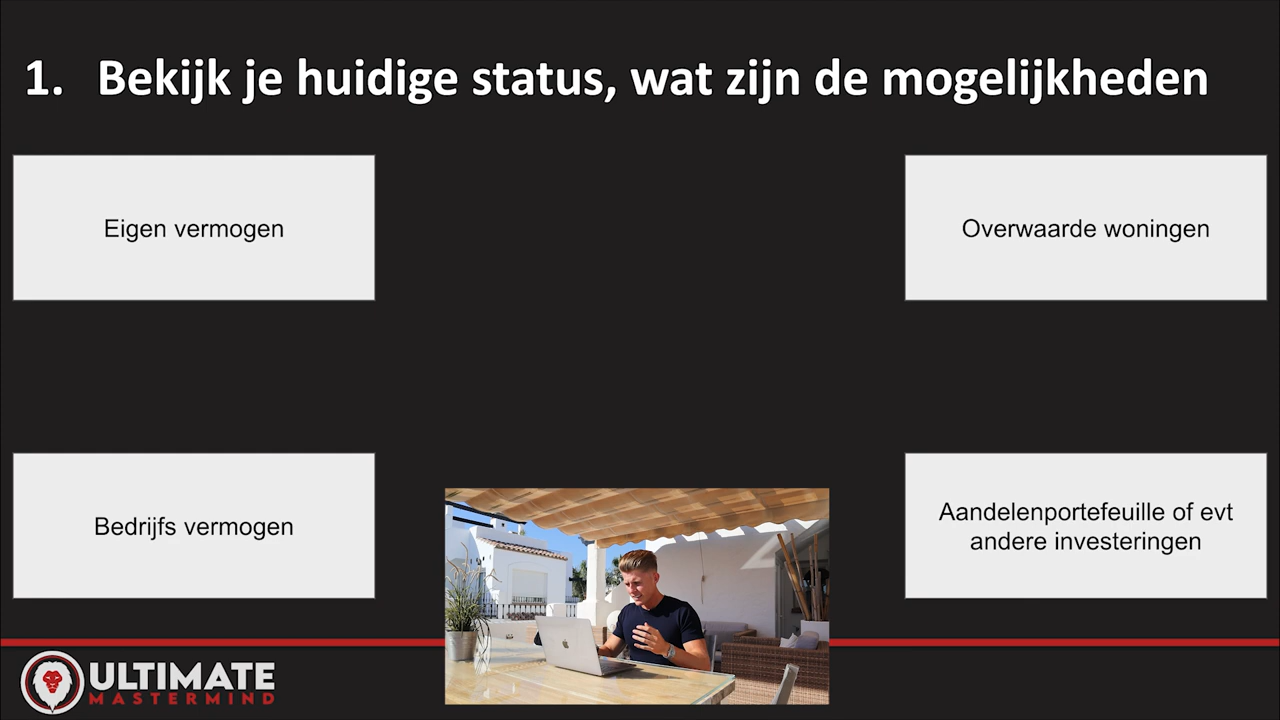 1. Bekijk je huidige status, wat zijn de mogelijkheden
Eigen vermogen
Overwaarde woningen
Bedrijfs vermogen
Aandelenportefeuille of evt
andere investeringen
ULTIMATE
MASTERMIND